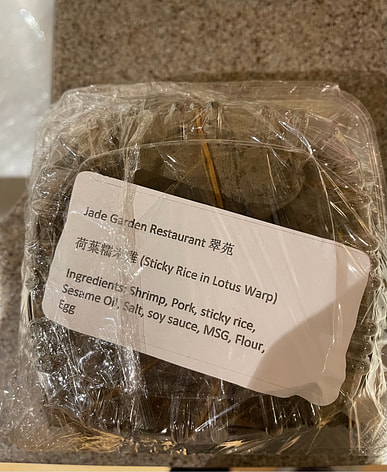 Jade Garden Restaurant 翠苑
荷葉糯米雞 (Sticky Rice in Lotus Warp)
Ingredients: Shrimp, Pork, sticky rice,
Sesame Oil, Salt, soy sauce, MSG, Flour,
Egg